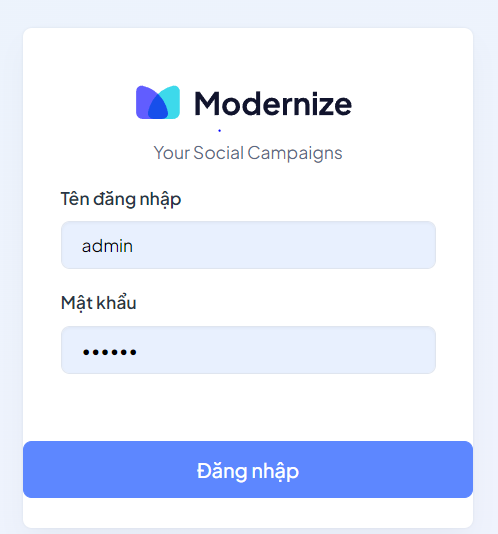 Modernize
Your Social Campaigns
Tên đăng nhập
admin
Mật khẩu
••••••
Đăng nhập